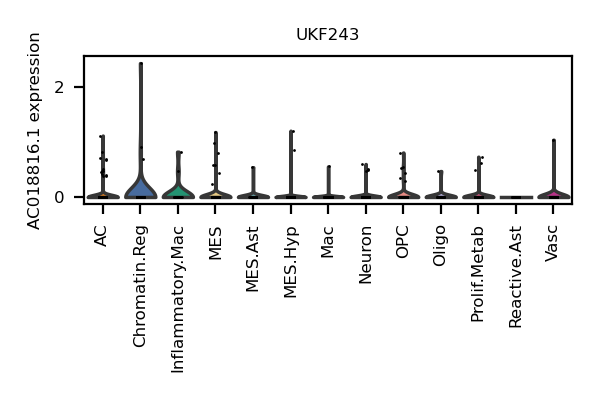 UKF243
AC018816.1 expression
2
0
AC
Chromatin.Reg
Inflammatory.Mac
MES
MES.Ast
MES.Hyp
Mac
Neuron
OPC
Oligo
Prolif.Metab
Reactive.Ast
Vasc